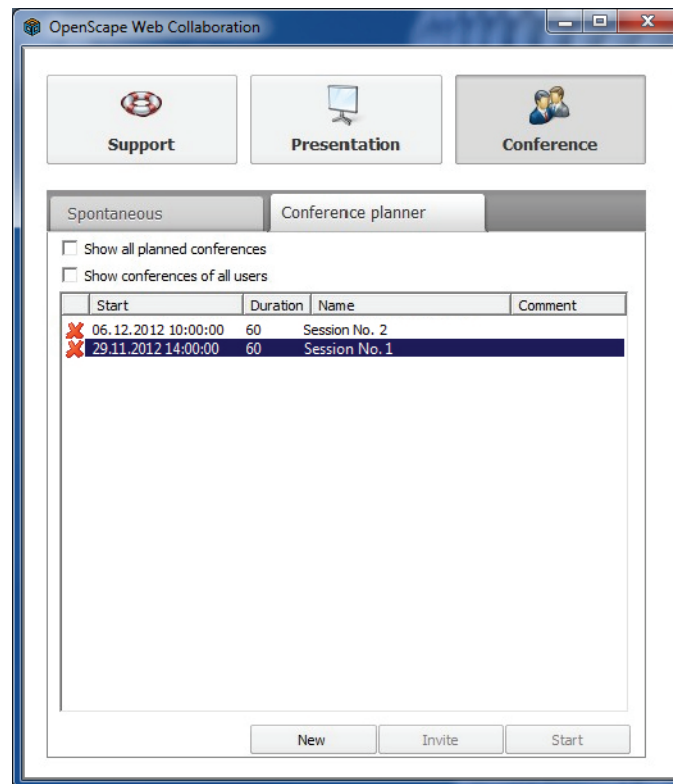 OpenScape Web Collaboration
Support Presentation Conference
Spontaneous Conference planner
Show all planned conferences
Show conferences of all users
Start Duration Name Comment
06.12.2012 10:00:00 60 Session No. 2
29.11.2012 14:00:00 60 Session No. 1
New Invite Start